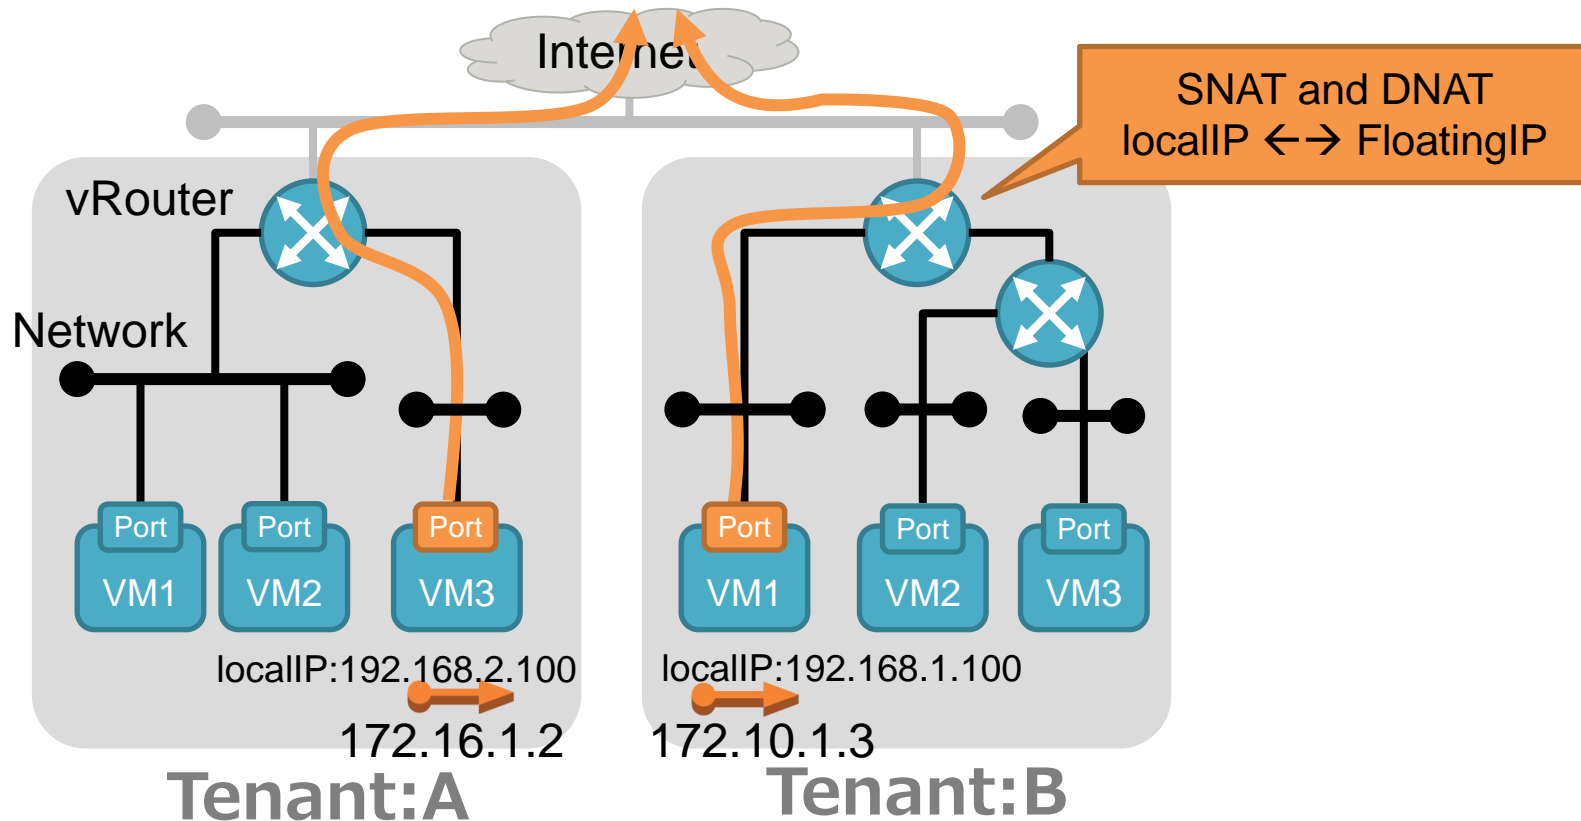 Internet
SNAT and DNAT
localIP ←→ FloatingIP
vRouter
Network
Port
Port
Port
Port
Port
Port
VM1
VM2
VM3
VM1
VM2
VM3
localIP:192.168.2.100
localIP:192.168.1.100
172.16.1.2
172.10.1.3
Tenant:A
Tenant:B